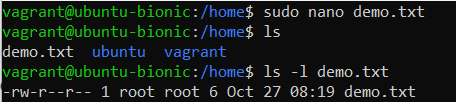 vagrant@ubuntu-bionic:/home$ sudo nano demo.txt
vagrant@ubuntu-bionic:/home$ ls
demo.txt  ubuntu  vagrant
vagrant@ubuntu-bionic:/home$ ls -l demo.txt
-rw-r--r-- 1 root root 6 Oct 27 08:19 demo.txt